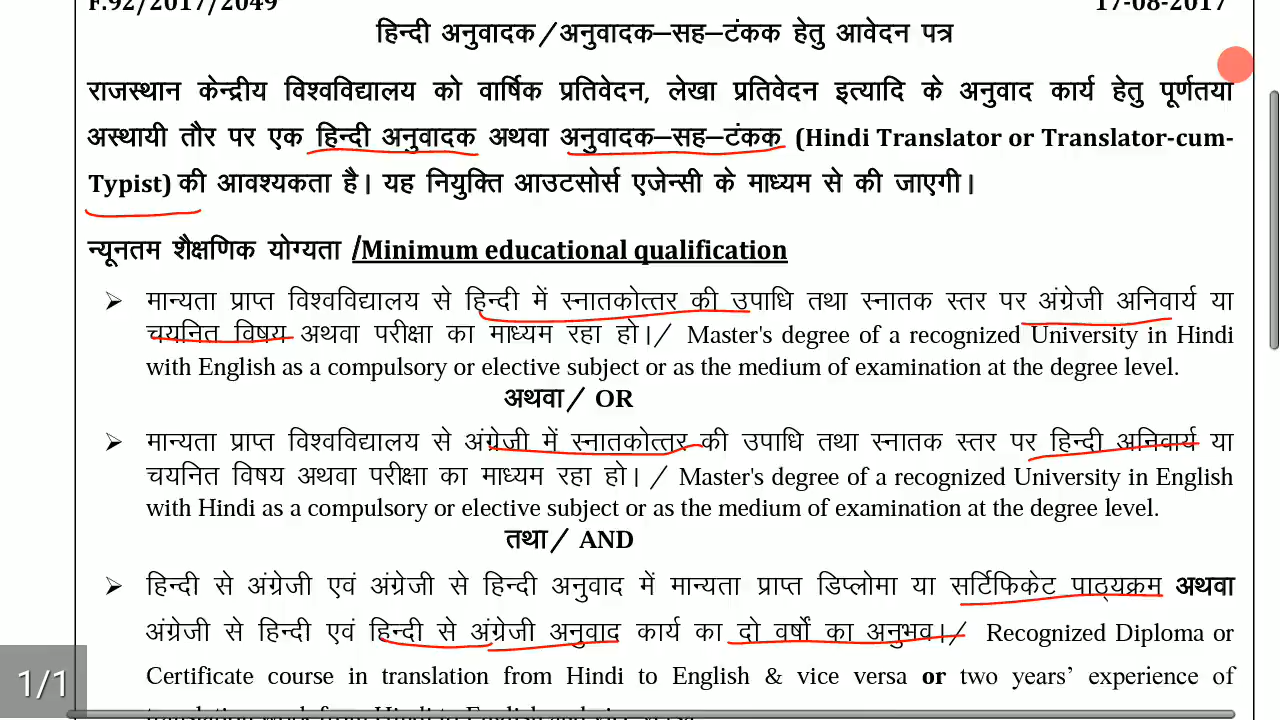 F.92/2017/2049 17-08-2017
हिन्दी अनुवादक/अनुवादक–सह–टंकक हेतु आवेदन पत्र
राजस्थान केन्द्रीय विश्वविद्यालय को वार्षिक प्रतिवेदन, लेखा प्रतिवेदन इत्यादि के अनुवाद कार्य हेतु पूर्णतया
अस्थायी तौर पर एक हिन्दी अनुवादक अथवा अनुवादक–सह–टंकक (Hindi Translator or Translator-cum-
Typist) की आवश्यकता है। यह नियुक्ति आउटसोर्स एजेन्सी के माध्यम से की जाएगी।
न्यूनतम शैक्षणिक योग्यता /Minimum educational qualification
➢ मान्यता प्राप्त विश्वविद्यालय से हिन्दी में स्नातकोत्तर की उपाधि तथा स्नातक स्तर पर अंग्रेजी अनिवार्य या
चयनित विषय अथवा परीक्षा का माध्यम रहा हो।/ Master's degree of a recognized University in Hindi
with English as a compulsory or elective subject or as the medium of examination at the degree level.
अथवा/ OR
➢ मान्यता प्राप्त विश्वविद्यालय से अंग्रेजी में स्नातकोत्तर की उपाधि तथा स्नातक स्तर पर हिन्दी अनिवार्य या
चयनित विषय अथवा परीक्षा का माध्यम रहा हो। / Master's degree of a recognized University in English
with Hindi as a compulsory or elective subject or as the medium of examination at the degree level.
तथा/ AND
➢ हिन्दी से अंग्रेजी एवं अंग्रेजी से हिन्दी अनुवाद में मान्यता प्राप्त डिप्लोमा या सर्टिफिकेट पाठ्यक्रम अथवा
अंग्रेजी से हिन्दी एवं हिन्दी से अंग्रेजी अनुवाद कार्य का दो वर्षों का अनुभव।/ Recognized Diploma or
Certificate course in translation from Hindi to English & vice versa or two years' experience of
translation work from Hindi to English and vice versa.
1/1